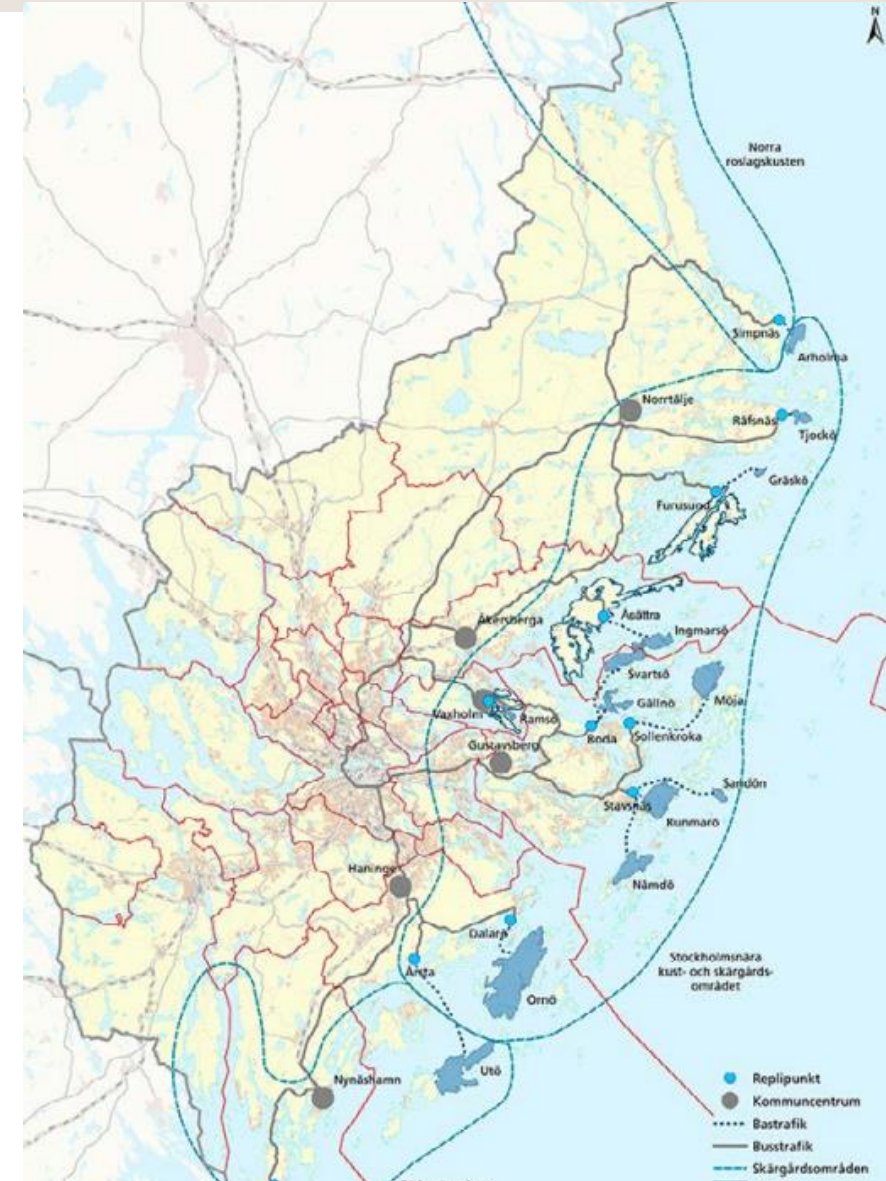 N
Norra
roslagskusten
Simpnäs
Arholma
Norrtälje
Räfsnäs
Tjockö
Gräskö
Furusund
Åkersberga
Åsättra
Ingmarsö
Svartsö
Gällnö
Möja
Vaxholm
Ramsö
Boda
Sollenkroka
Gustavsberg
Stavsnäs
Sandön
Runmarö
Nämdö
Haninge
Dalarö
Årsta
Ornö
Stockholmsnära
kust- och skärgårds-
området
Utö
Nynäshamn
Replipunkt
Kommuncentrum
Bastrafik
Busstrafik
Skärgårdsområden